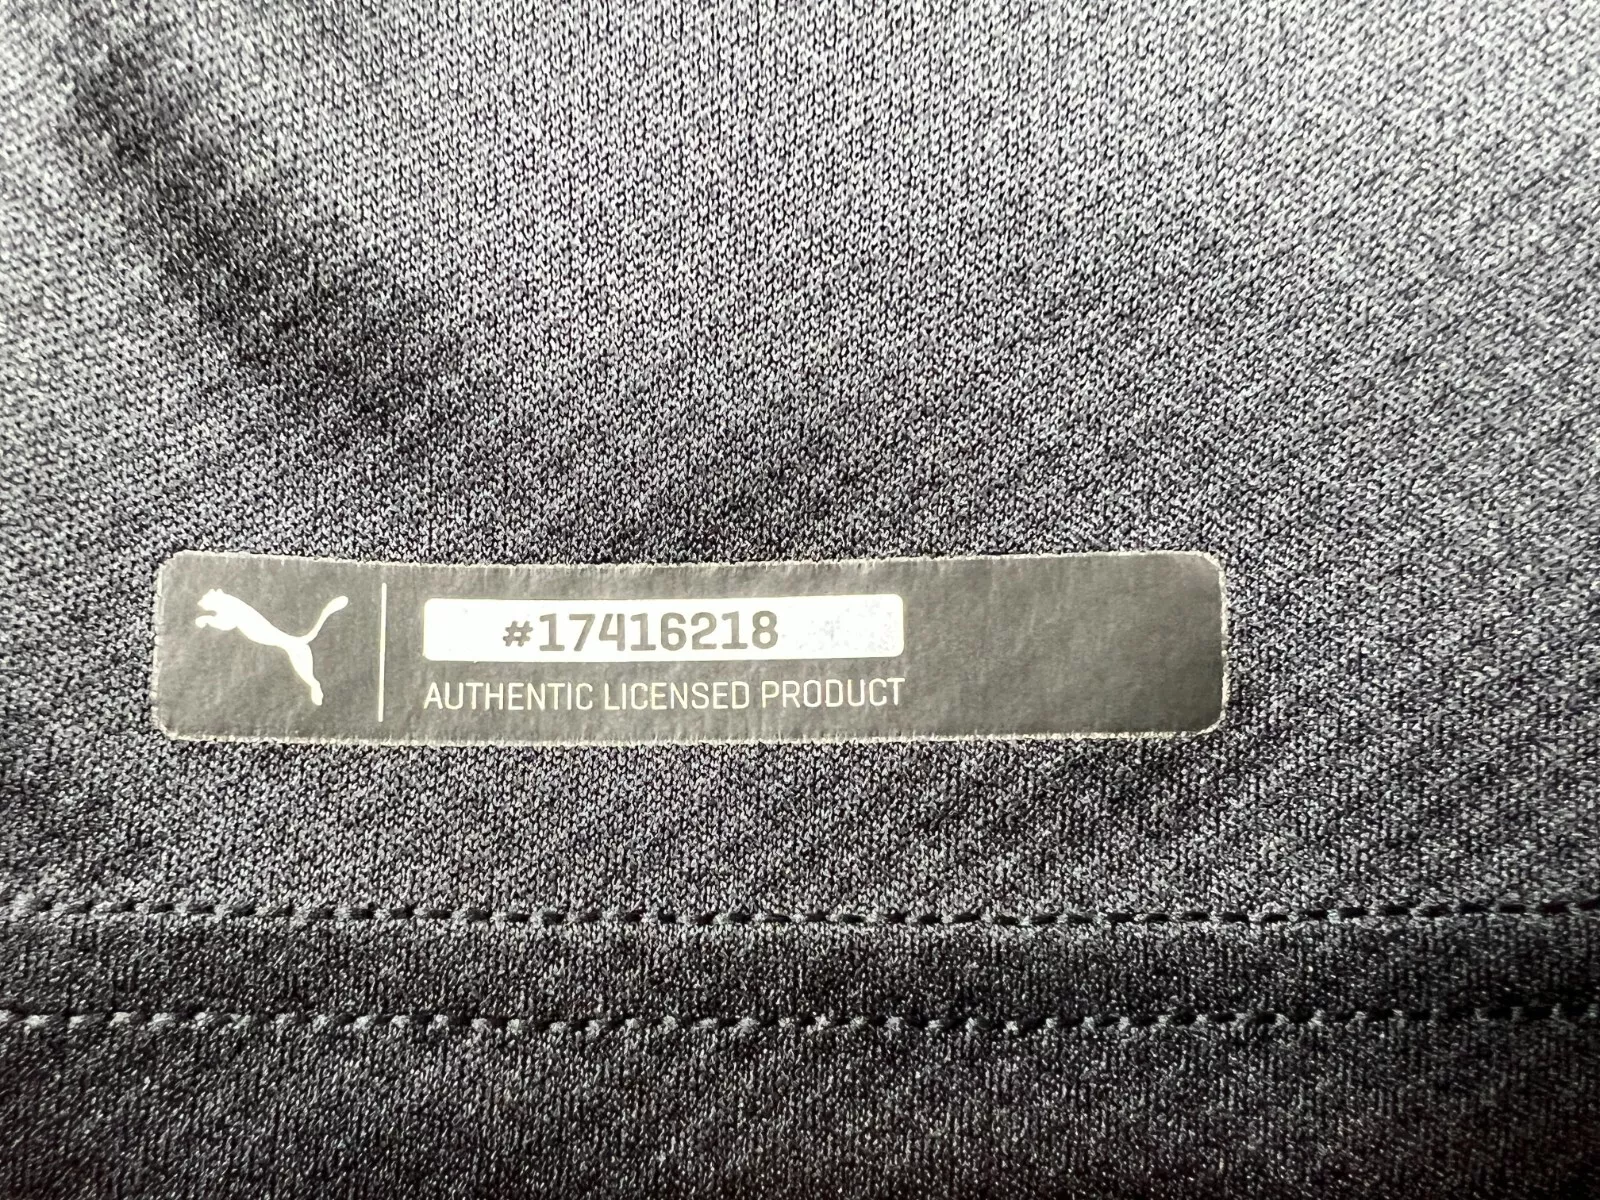 #17416218
AUTHENTIC LICENSED PRODUCT